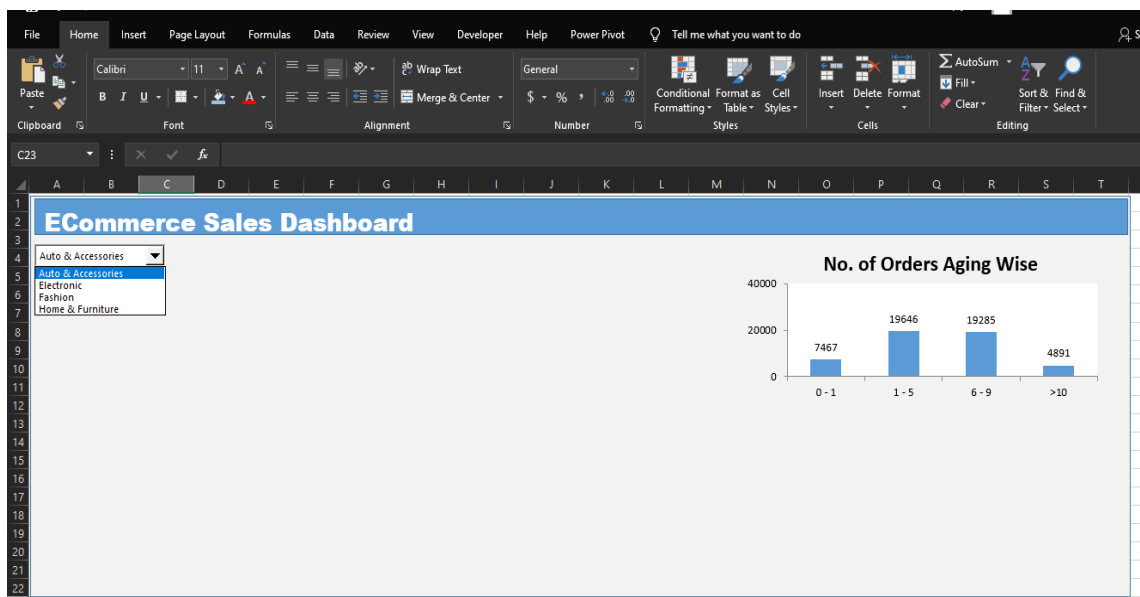 File Home Insert Page Layout Formulas Data Review View Developer Help Power Pivot Tell me what you want to do S
Calibri 11 A A Wrap Text General AutoSum
Paste Conditional Format as Cell Insert Delete Format Fill Sort & Find &
B I U A Merge & Center $ % , Formatting Table Styles Clear Filter Select
Clipboard Font Alignment Number Styles Cells Editing
C23 fx
A B C D E F G H I J K L M N O P Q R S T
1
2 ECommerce Sales Dashboard
3
4 Auto & Accessories
5 Auto & Accessories
Electronic
6 Fashion
7 Home & Furniture
8
9
10
11
12
13
14
15
16
17
18
19
20
21
22
No. of Orders Aging Wise
40000
20000
0
7467 19646 19285 4891
0 - 1 1 - 5 6 - 9 >10